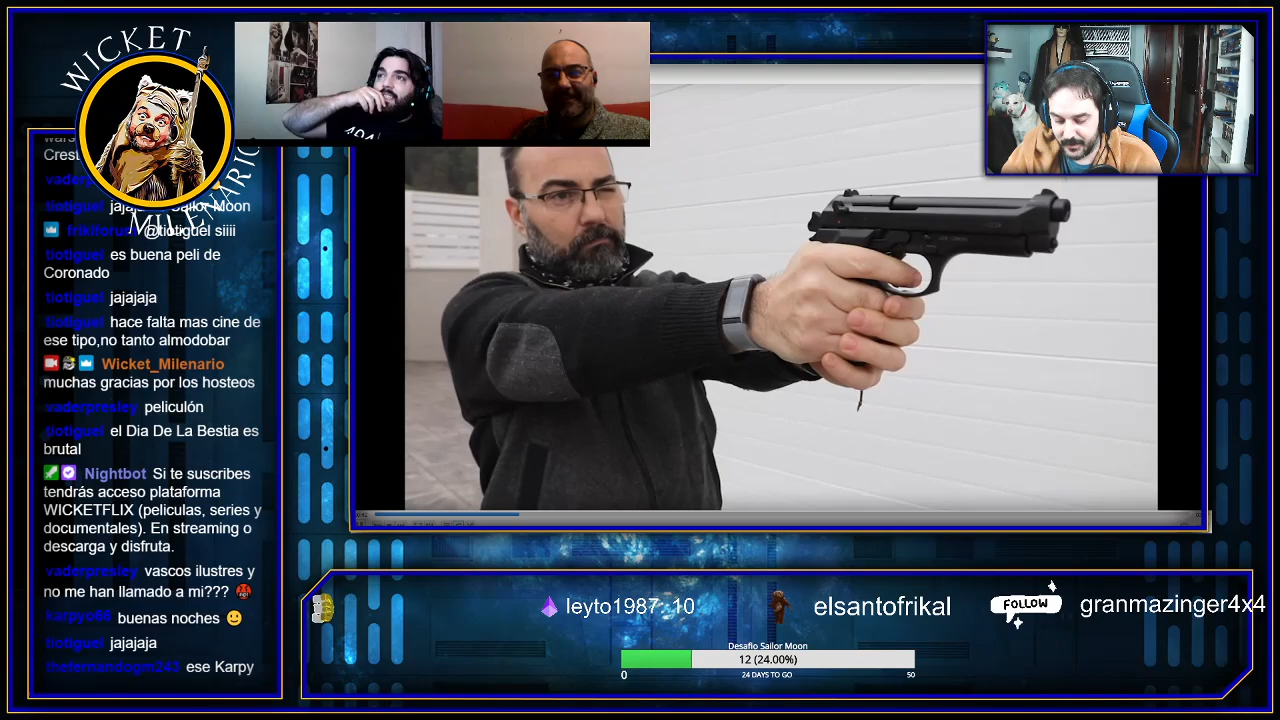 WICKET
MILENARIO
wars
Crest
vaderp
tiotiguel jaja Sailor Moon
frikiforum @tiotiguel siiii
tiotiguel es buena peli de
Coronado
tiotiguel jajajaja
tiotiguel hace falta mas cine de
ese tipo,no tanto almodobar
Wicket_Milenario
muchas gracias por los hosteos
vaderpresley peliculón
tiotiguel el Dia De La Bestia es
brutal
Nightbot Si te suscribes
tendrás acceso plataforma
WICKETFLIX (peliculas, series y
documentales). En streaming o
descarga y disfruta.
vaderpresley vascos ilustres y
no me han llamado a mi???
karpyo66 buenas noches
tiotiguel jajajaja
thefernandogm243 ese Karpy
leyto1987: 10
elsantofrikal
FOLLOW
granmazinger4x4
Desafio Sailor Moon
12 (24.00%)
0
24 DAYS TO GO
50